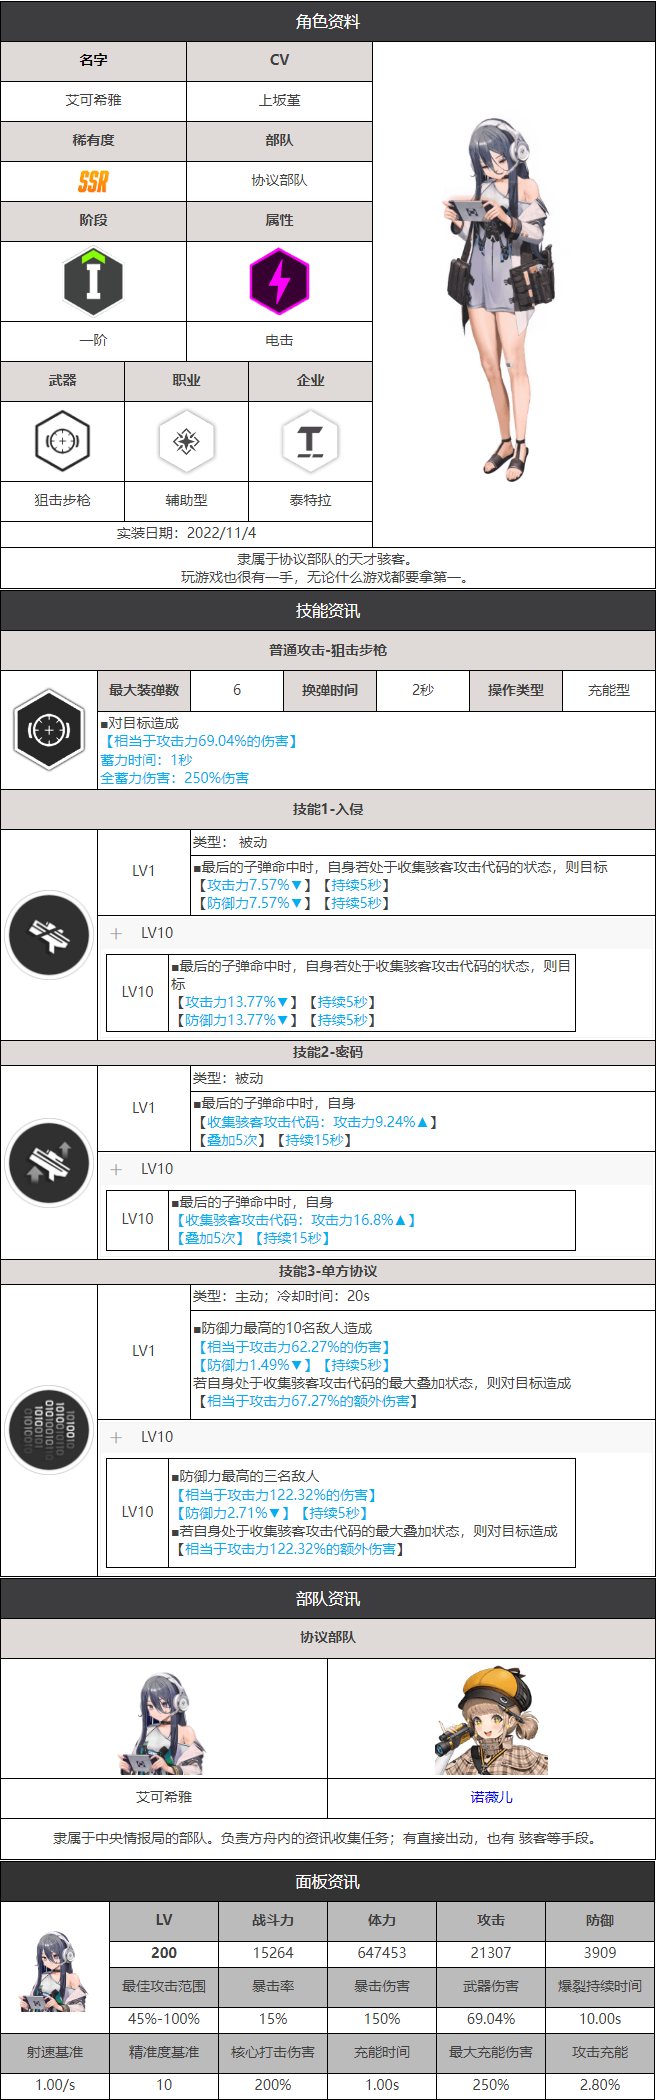 角色资料
名字 CV
艾可希雅 上坂堇
稀有度 部队
SSR 协议部队
阶段 属性
I
一阶 电击
武器 职业 企业
T
狙击步枪 辅助型 泰特拉
实装日期：2022/11/4
隶属于协议部队的天才骇客。
玩游戏也很有一手，无论什么游戏都要拿第一。
技能资讯
普通攻击-狙击步枪
最大装弹数 6 换弹时间 2秒 操作类型 充能型
■对目标造成
【相当于攻击力69.04%的伤害】
蓄力时间：1秒
全蓄力伤害：250%伤害
技能1-入侵
LV1
类型： 被动
■最后的子弹命中时，自身若处于收集骇客攻击代码的状态，则目标
【攻击力7.57%▼】【持续5秒】
【防御力7.57%▼】【持续5秒】
＋ LV10
LV10
■最后的子弹命中时，自身若处于收集骇客攻击代码的状态，则目
标
【攻击力13.77%▼】【持续5秒】
【防御力13.77%▼】【持续5秒】
技能2-密码
LV1
类型：被动
■最后的子弹命中时，自身
【收集骇客攻击代码：攻击力9.24%▲】
【叠加5次】【持续15秒】
＋ LV10
LV10
■最后的子弹命中时，自身
【收集骇客攻击代码：攻击力16.8%▲】
【叠加5次】【持续15秒】
技能3-单方协议
LV1
类型：主动；冷却时间：20s
■防御力最高的10名敌人造成
【相当于攻击力62.27%的伤害】
【防御力1.49%▼】【持续5秒】
若自身处于收集骇客攻击代码的最大叠加状态，则对目标造成
【相当于攻击力67.27%的额外伤害】
＋ LV10
LV10
■防御力最高的三名敌人
【相当于攻击力122.32%的伤害】
【防御力2.71%▼】【持续5秒】
■若自身处于收集骇客攻击代码的最大叠加状态，则对目标造成
【相当于攻击力122.32%的额外伤害】
部队资讯
协议部队
艾可希雅 诺薇儿
隶属于中央情报局的部队。负责方舟内的资讯收集任务；有直接出动，也有 骇客等手段。
面板资讯
LV 战斗力 体力 攻击 防御
200 15264 647453 21307 3909
最佳攻击范围 暴击率 暴击伤害 武器伤害 爆裂持续时间
45%-100% 15% 150% 69.04% 10.00s
射速基准 精准度基准 核心打击伤害 充能时间 最大充能伤害 攻击充能
1.00/s 10 200% 1.00s 250% 2.80%